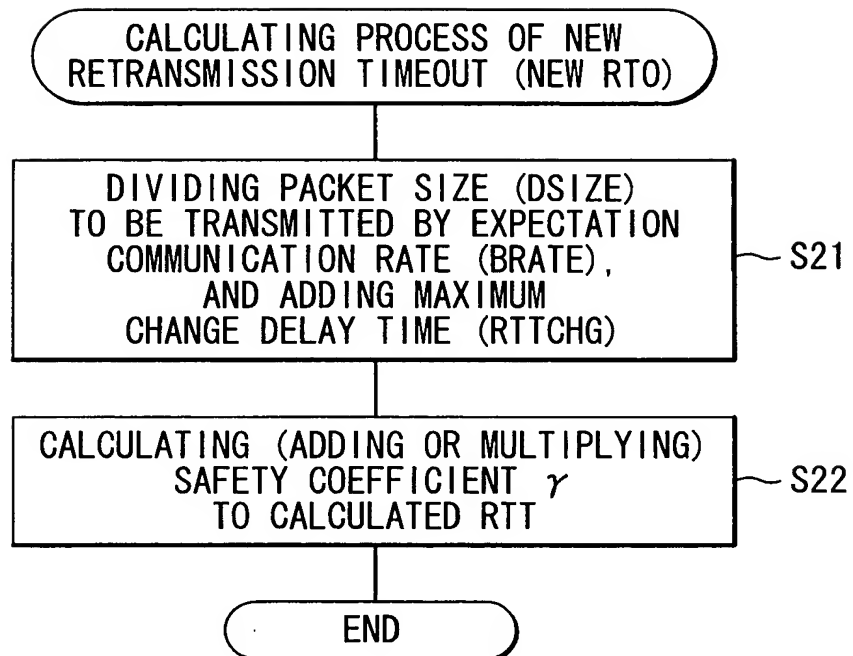 CALCULATING PROCESS OF NEW
RETRANSMISSION TIMEOUT (NEW RTO)
DIVIDING PACKET SIZE (DSIZE)
TO BE TRANSMITTED BY EXPECTATION
COMMUNICATION RATE (BRATE),
AND ADDING MAXIMUM
CHANGE DELAY TIME (RTTCHG)
S21
CALCULATING (ADDING OR MULTIPLYING)
SAFETY COEFFICIENT γ
TO CALCULATED RTT
S22
END